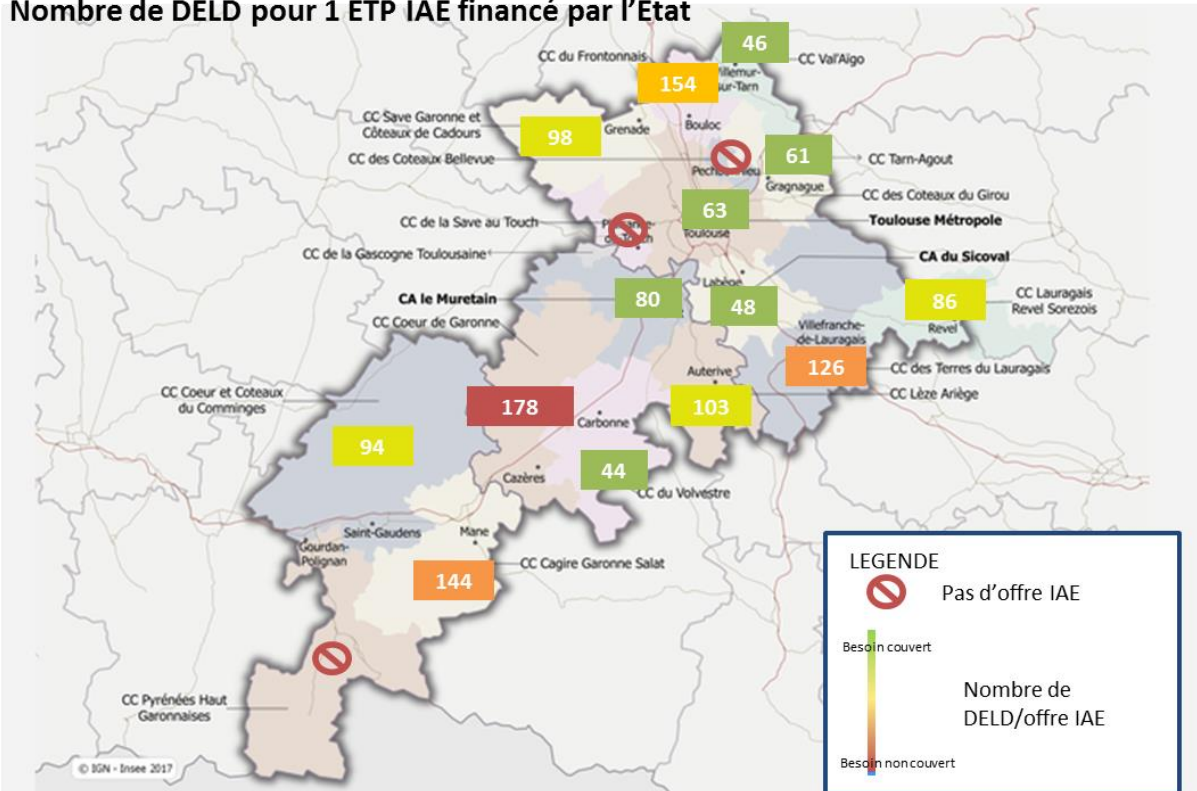 Nombre de DELD pour 1 ETP IAE financé par l'Etat
46
CC du Frontonnais
CC Val'Aïgo
154
sur-Tarn
CC Save Garonne et
Côteaux de Cadours
98
Grenade
Bouloc
CC des Coteaux Bellevue
61
CC Tarn-Agout
Gragnague
CC des Coteaux du Girou
63
CC de la Save au Touch
Toulouse
Toulouse Métropole
CC de la Gascogne Toulousaine
CA du Sicoval
Labège
CA le Muretain
80
48
86
CC Lauragais
Revel Sorezois
Revel
CC Coeur de Garonne
Villefranche-
de-Lauragais
126
CC des Terres du Lauragais
Auterive
CC Lèze Ariège
CC Coeur et Coteaux
du Comminges
178
103
Carbonne
94
44
Cazères
CC du Volvestre
Saint-Gaudens
Mane
Gourdan-
Polignan
CC Cagire Garonne Salat
144
CC Pyrénées Haut
Garonnaises
© IGN - Insee 2017
LEGENDE
Pas d'offre IAE
Besoin couvert
Nombre de
DELD/offre IAE
Besoin non couvert